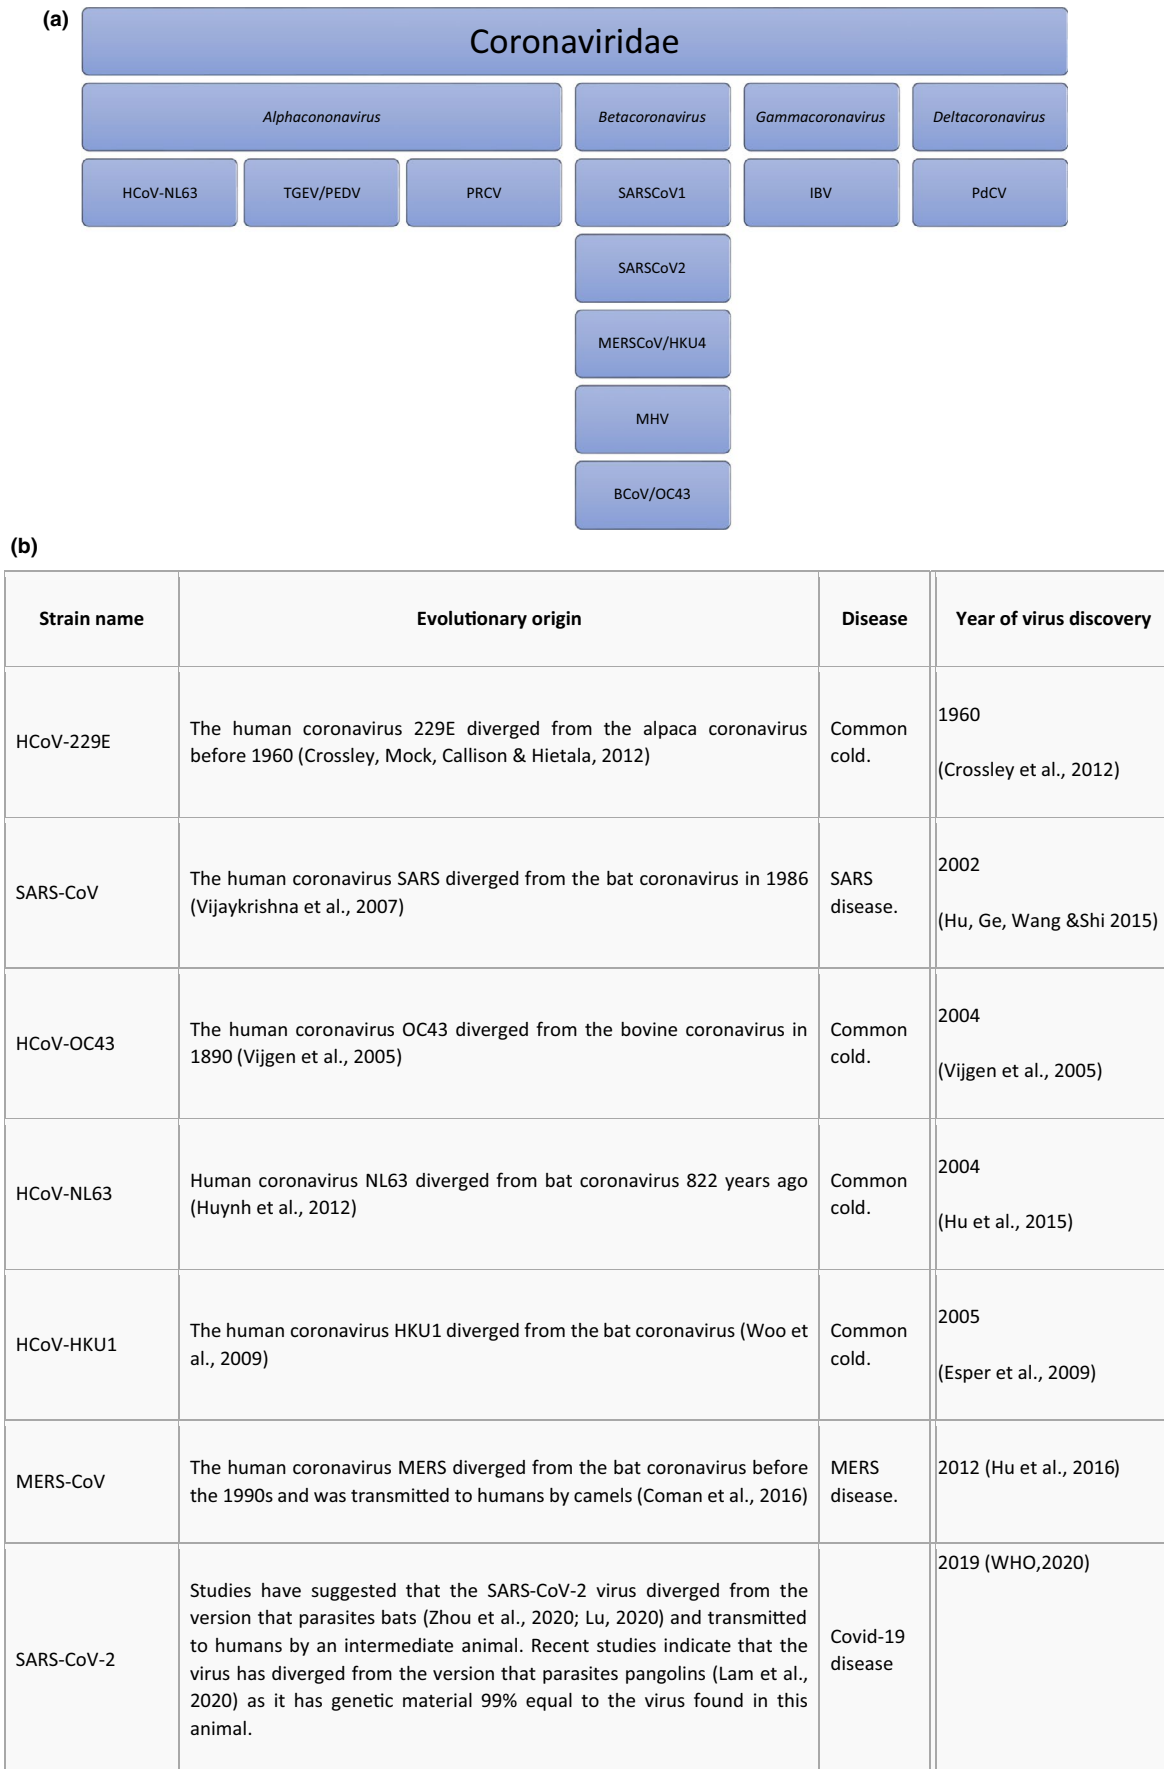 (a)
Coronaviridae
Alphacononavirus
Betacoronavirus
Gammacoronavirus
Deltacoronavirus
HCoV-NL63
TGEV/PEDV
PRCV
SARSCoV1
IBV
PdCV
SARSCoV2
MERSCoV/HKU4
MHV
BCoV/OC43
(b)
Strain name
Evolutionary origin
Disease
Year of virus discovery
HCoV-229E
The human coronavirus 229E diverged from the alpaca coronavirus
before 1960 (Crossley, Mock, Callison & Hietala, 2012)
Common
cold.
1960
(Crossley et al., 2012)
SARS-CoV
The human coronavirus SARS diverged from the bat coronavirus in 1986
(Vijaykrishna et al., 2007)
SARS
disease.
2002
(Hu, Ge, Wang &Shi 2015)
HCoV-OC43
The human coronavirus OC43 diverged from the bovine coronavirus in
1890 (Vijgen et al., 2005)
Common
cold.
2004
(Vijgen et al., 2005)
HCoV-NL63
Human coronavirus NL63 diverged from bat coronavirus 822 years ago
(Huynh et al., 2012)
Common
cold.
2004
(Hu et al., 2015)
HCoV-HKU1
The human coronavirus HKU1 diverged from the bat coronavirus (Woo et
al., 2009)
Common
cold.
2005
(Esper et al., 2009)
MERS-CoV
The human coronavirus MERS diverged from the bat coronavirus before
the 1990s and was transmitted to humans by camels (Coman et al., 2016)
MERS
disease.
2012 (Hu et al., 2016)
SARS-CoV-2
Studies have suggested that the SARS-CoV-2 virus diverged from the
version that parasites bats (Zhou et al., 2020; Lu, 2020) and transmitted
to humans by an intermediate animal. Recent studies indicate that the
virus has diverged from the version that parasites pangolins (Lam et al.,
2020) as it has genetic material 99% equal to the virus found in this
animal.
Covid-19
disease
2019 (WHO,2020)